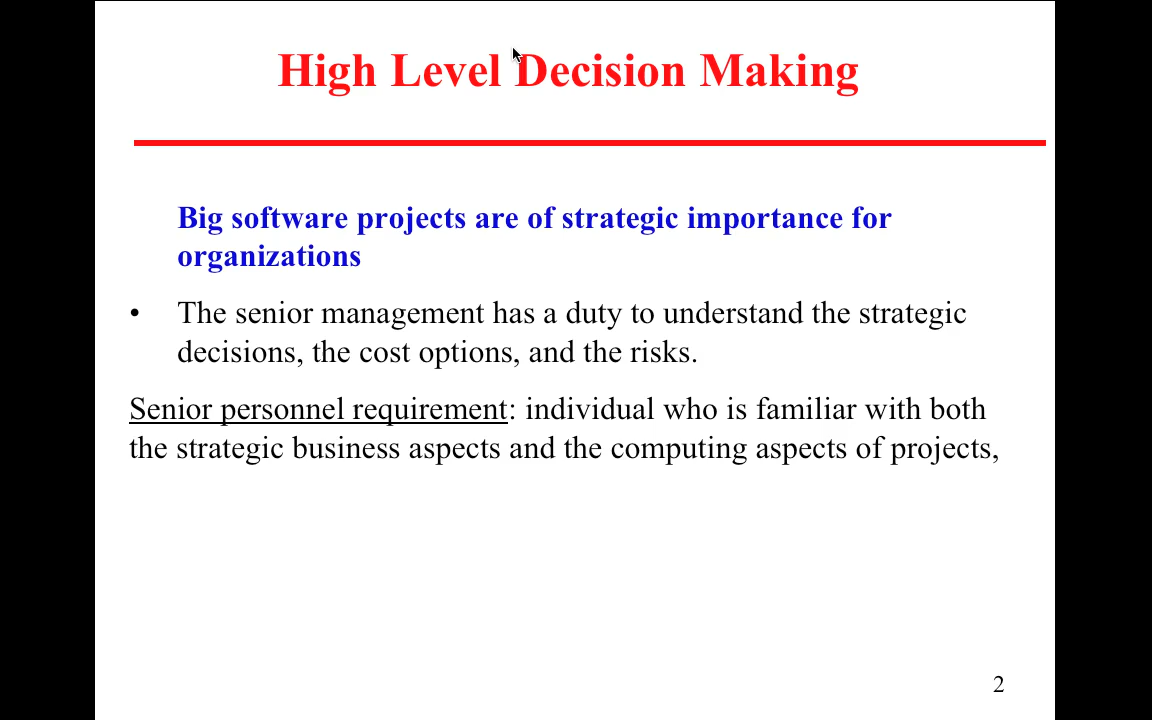 High Level Decision Making
Big software projects are of strategic importance for
organizations
• The senior management has a duty to understand the strategic
decisions, the cost options, and the risks.
Senior personnel requirement: individual who is familiar with both
the strategic business aspects and the computing aspects of projects,
2